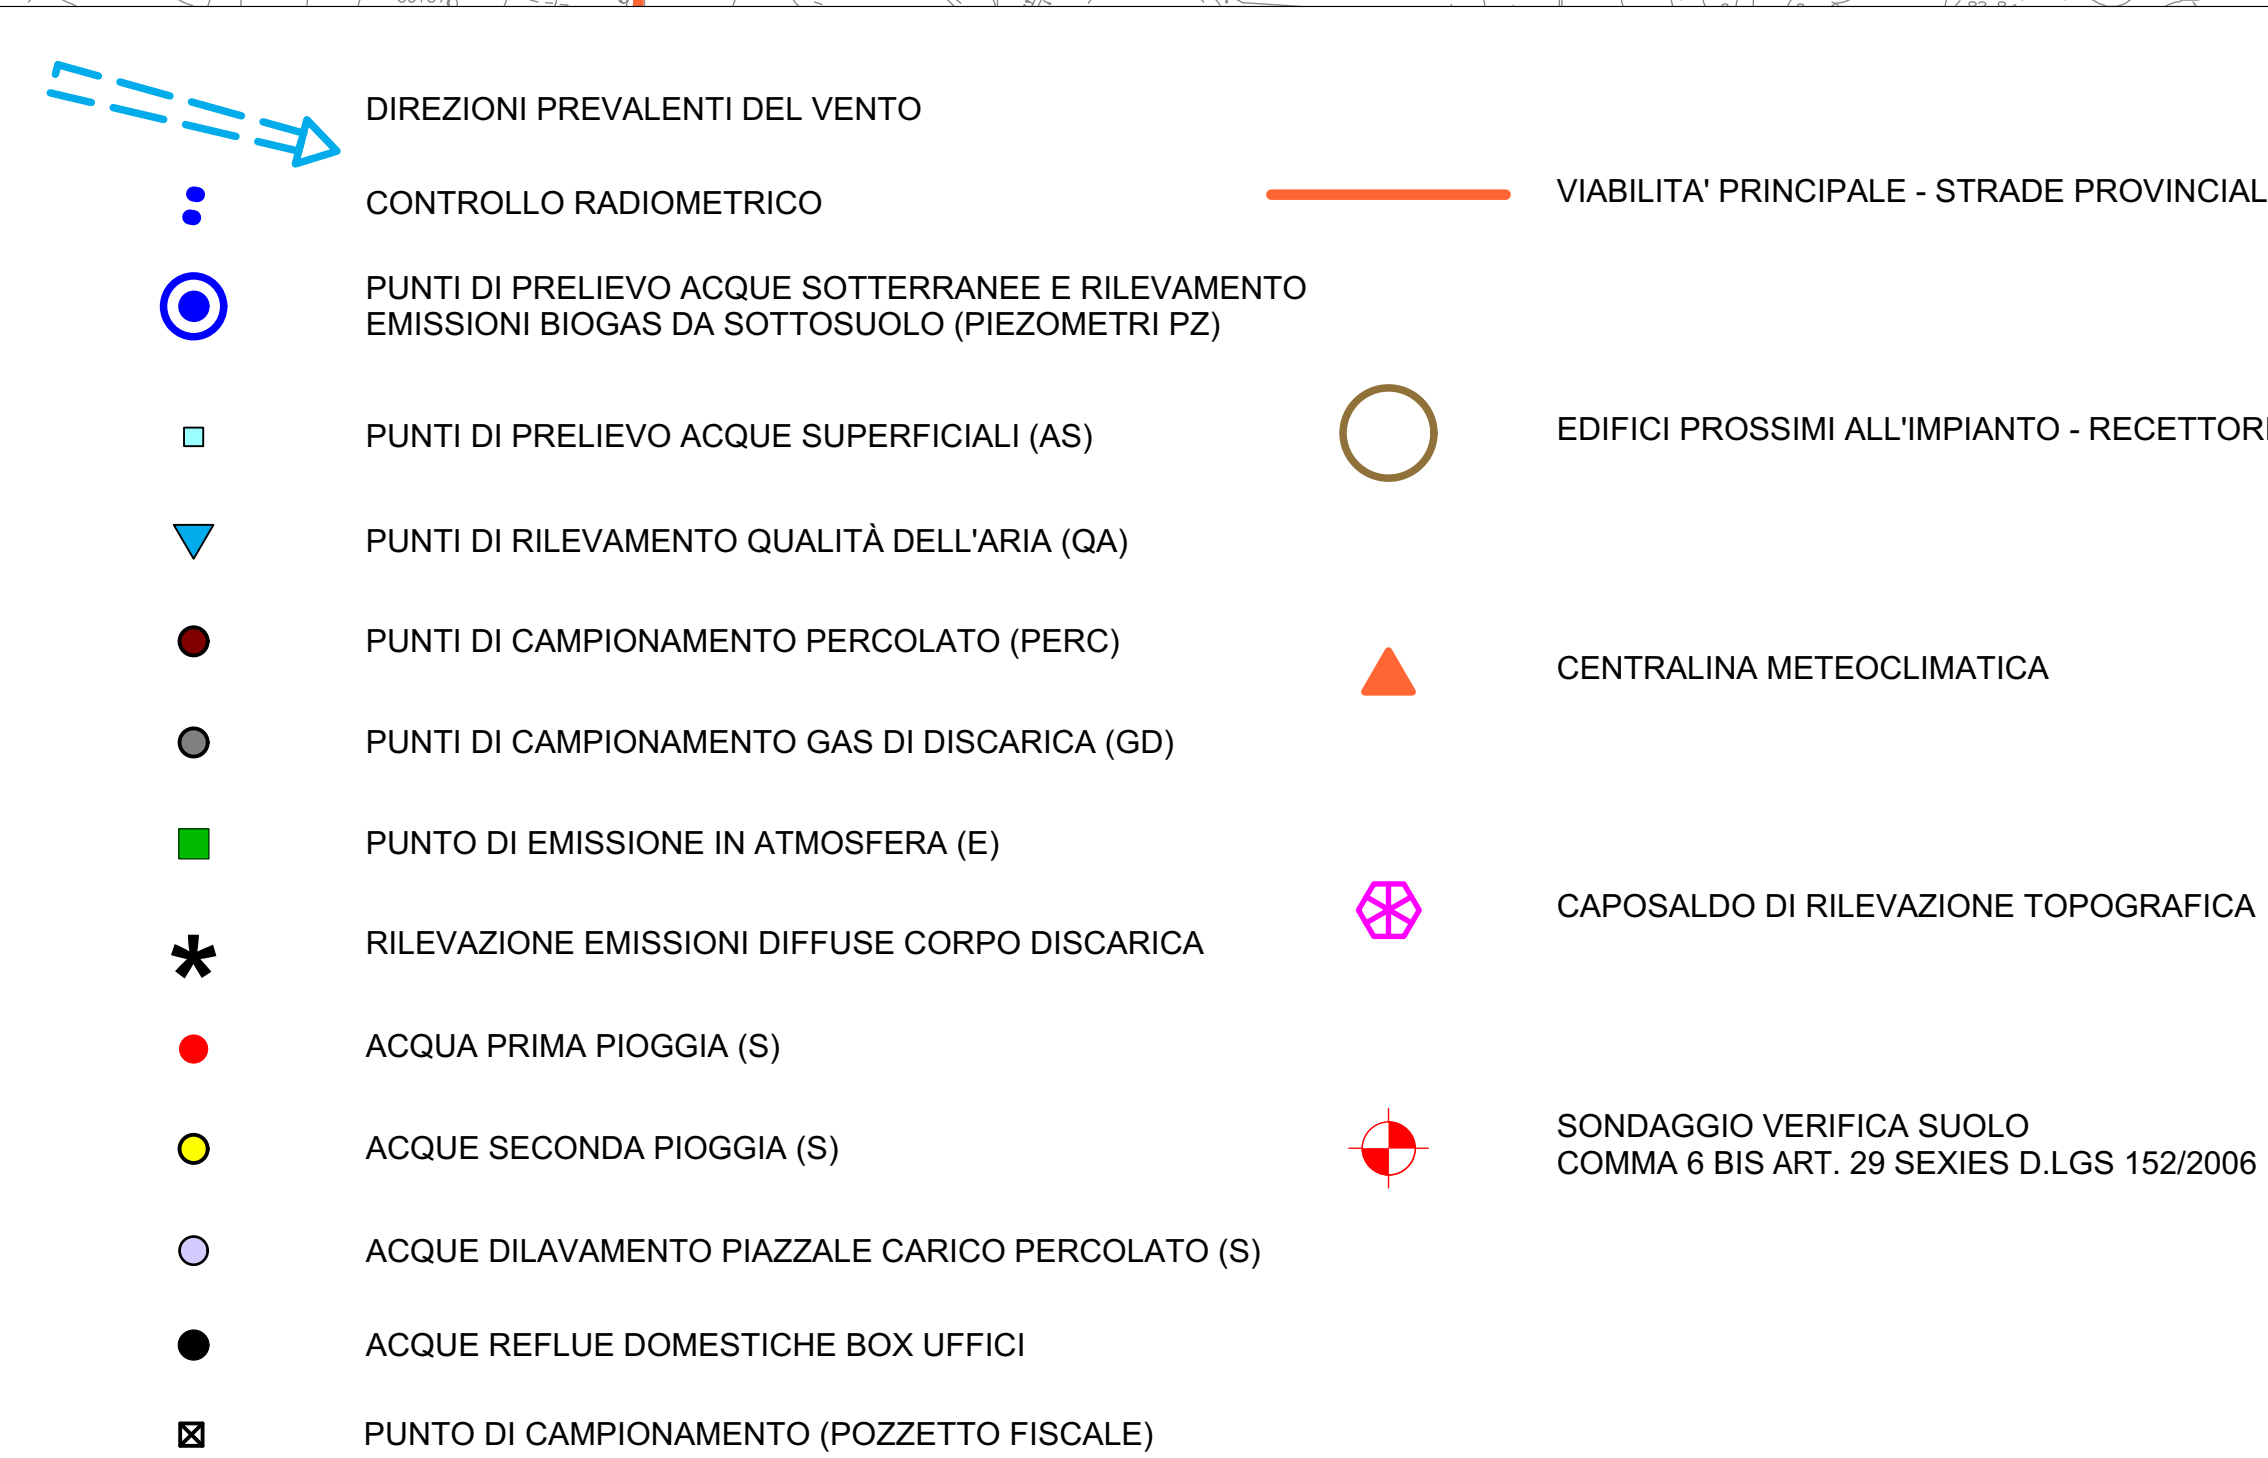 DIREZIONI PREVALENTI DEL VENTO
CONTROLLO RADIOMETRICO
PUNTI DI PRELIEVO ACQUE SOTTERRANEE E RILEVAMENTO
EMISSIONI BIOGAS DA SOTTOSUOLO (PIEZOMETRI PZ)
PUNTI DI PRELIEVO ACQUE SUPERFICIALI (AS)
PUNTI DI RILEVAMENTO QUALITÀ DELL'ARIA (QA)
PUNTI DI CAMPIONAMENTO PERCOLATO (PERC)
PUNTI DI CAMPIONAMENTO GAS DI DISCARICA (GD)
PUNTO DI EMISSIONE IN ATMOSFERA (E)
RILEVAZIONE EMISSIONI DIFFUSE CORPO DISCARICA
ACQUA PRIMA PIOGGIA (S)
ACQUE SECONDA PIOGGIA (S)
ACQUE DILAVAMENTO PIAZZALE CARICO PERCOLATO (S)
ACQUE REFLUE DOMESTICHE BOX UFFICI
PUNTO DI CAMPIONAMENTO (POZZETTO FISCALE)
VIABILITA' PRINCIPALE - STRADE PROVINCIAL
EDIFICI PROSSIMI ALL'IMPIANTO - RECETTORI
CENTRALINA METEOCLIMATICA
CAPOSALDO DI RILEVAZIONE TOPOGRAFICA
SONDAGGIO VERIFICA SUOLO
COMMA 6 BIS ART. 29 SEXIES D.LGS 152/2006